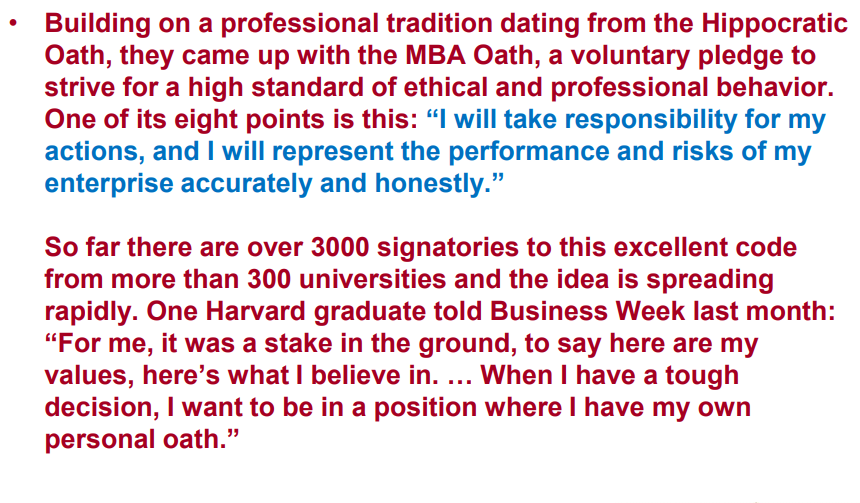 • Building on a professional tradition dating from the Hippocratic
Oath, they came up with the MBA Oath, a voluntary pledge to
strive for a high standard of ethical and professional behavior.
One of its eight points is this: “I will take responsibility for my
actions, and I will represent the performance and risks of my
enterprise accurately and honestly.”
So far there are over 3000 signatories to this excellent code
from more than 300 universities and the idea is spreading
rapidly. One Harvard graduate told Business Week last month:
“For me, it was a stake in the ground, to say here are my
values, here’s what I believe in. … When I have a tough
decision, I want to be in a position where I have my own
personal oath.”